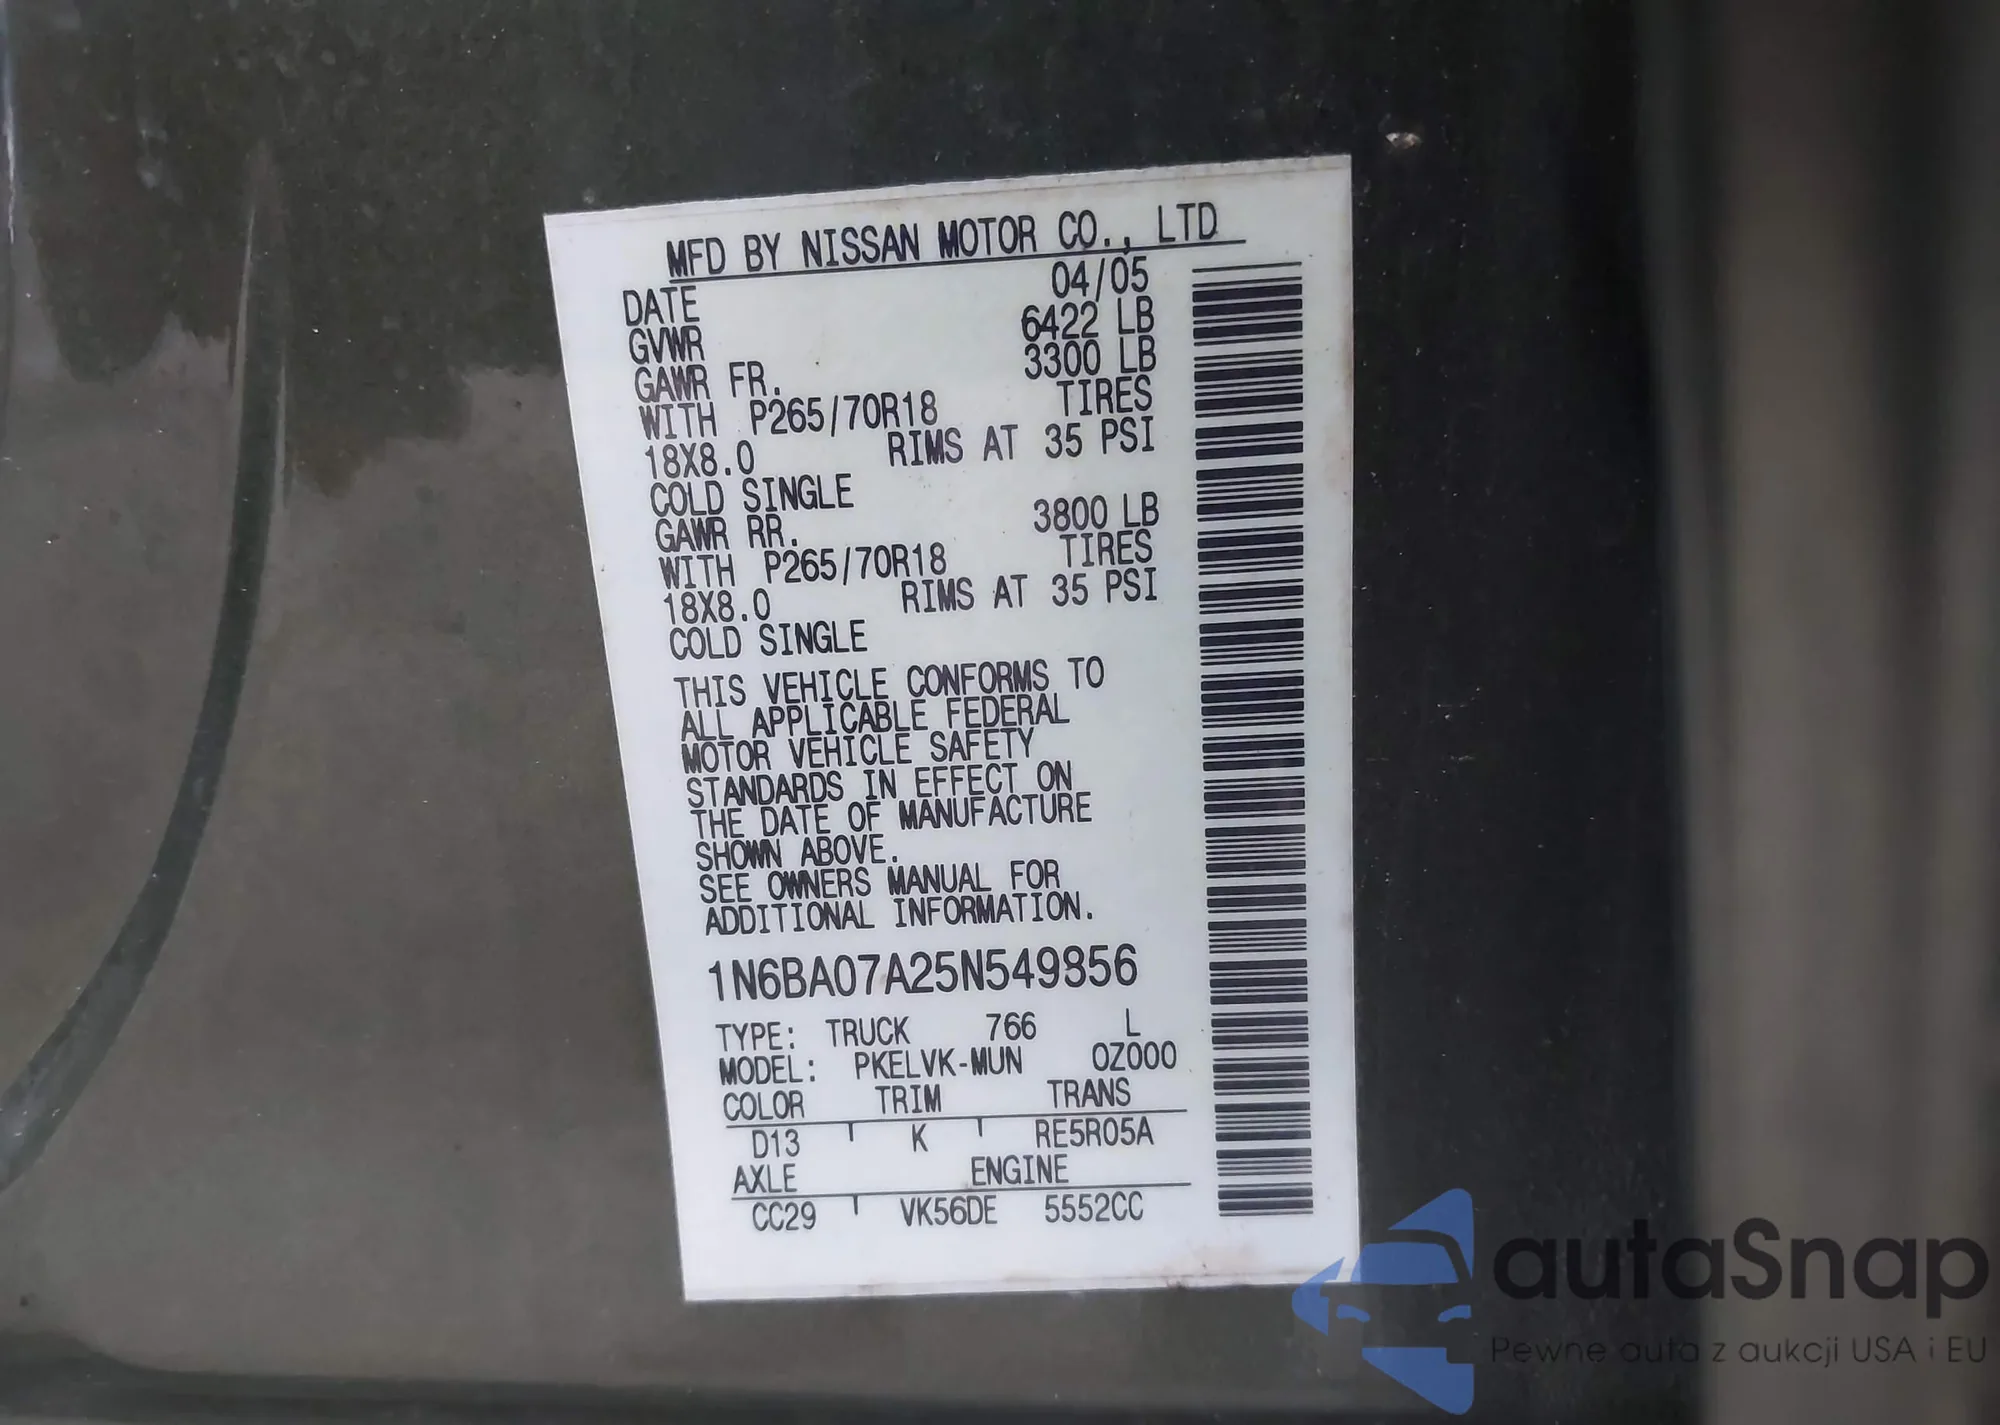 MFD BY NISSAN MOTOR CO., LTD
DATE 04/05
GVWR 6422 LB
GAWR FR. 3300 LB
WITH P265/70R18 TIRES
18X8.0 RIMS AT 35 PSI
COLD SINGLE
GAWR RR. 3800 LB
WITH P265/70R18 TIRES
18X8.0 RIMS AT 35 PSI
COLD SINGLE
THIS VEHICLE CONFORMS TO
ALL APPLICABLE FEDERAL
MOTOR VEHICLE SAFETY
STANDARDS IN EFFECT ON
THE DATE OF MANUFACTURE
SHOWN ABOVE.
SEE OWNERS MANUAL FOR
ADDITIONAL INFORMATION.
1N6BA07A25N549856
TYPE: TRUCK 766 L
MODEL: PKELVK-MUN 0Z000
COLOR TRIM TRANS
D13 K RE5R05A
AXLE ENGINE
CC29 VK56DE 5552CC
autaSnap
Pewne auta z aukcji USA i EU